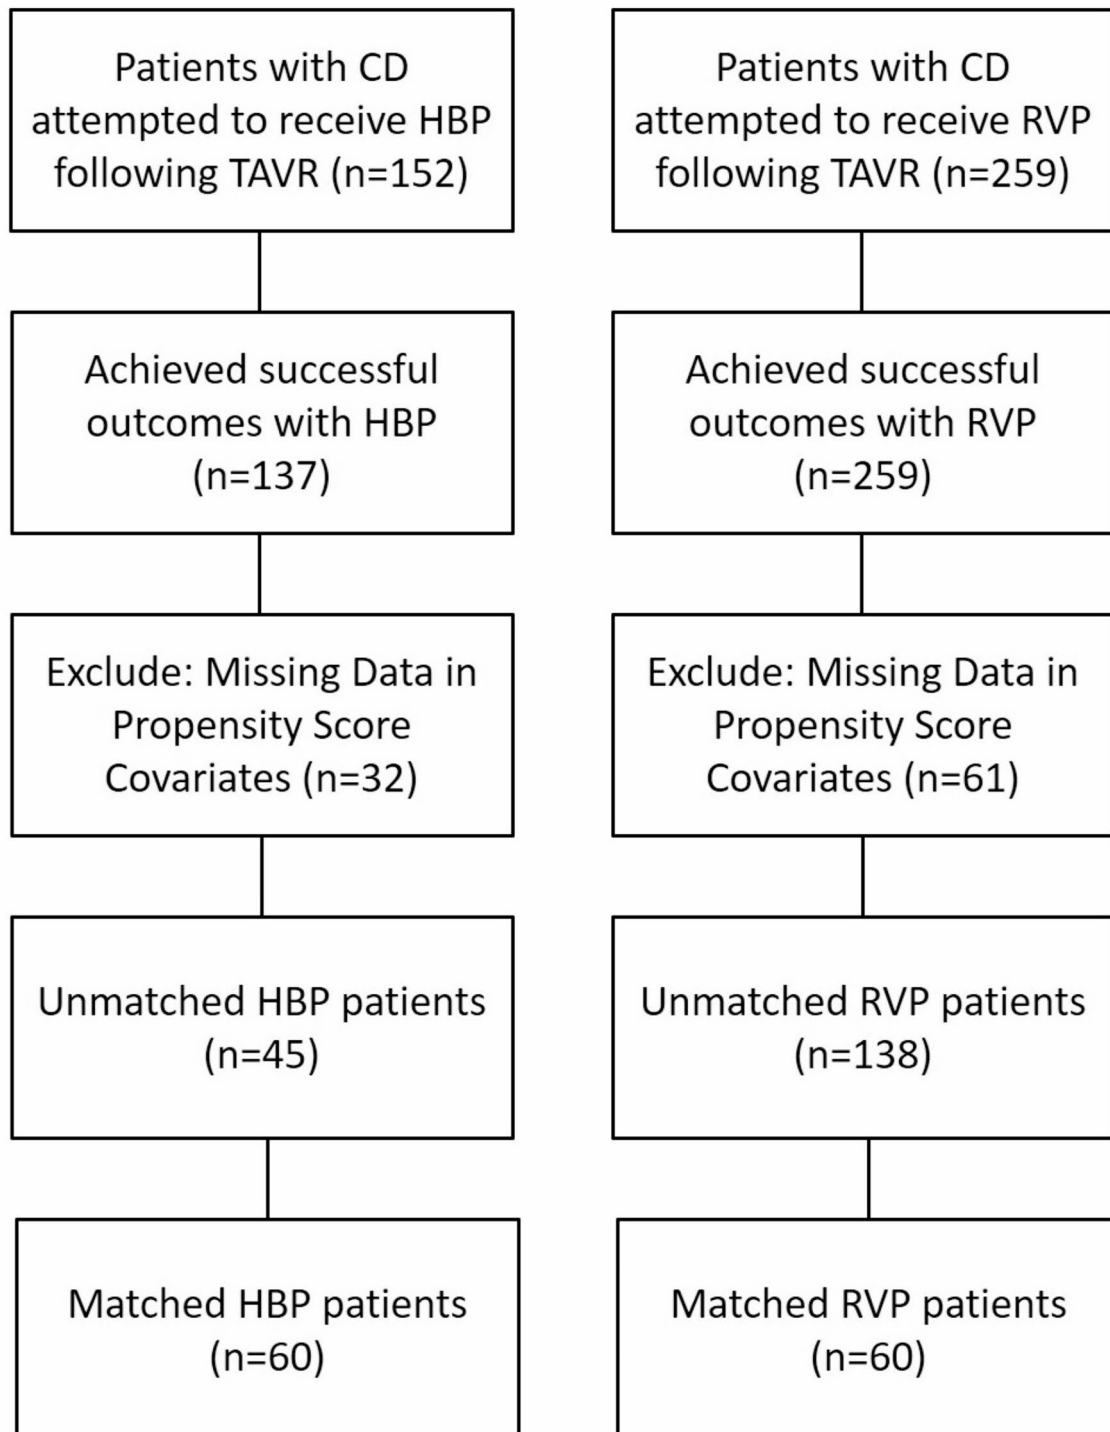 Patients with CD
attempted to receive HBP
following TAVR (n=152)
Achieved successful
outcomes with HBP
(n=137)
Exclude: Missing Data in
Propensity Score
Covariates (n=32)
Unmatched HBP patients
(n=45)
Matched HBP patients
(n=60)
Patients with CD
attempted to receive RVP
following TAVR (n=259)
Achieved successful
outcomes with RVP
(n=259)
Exclude: Missing Data in
Propensity Score
Covariates (n=61)
Unmatched RVP patients
(n=138)
Matched RVP patients
(n=60)